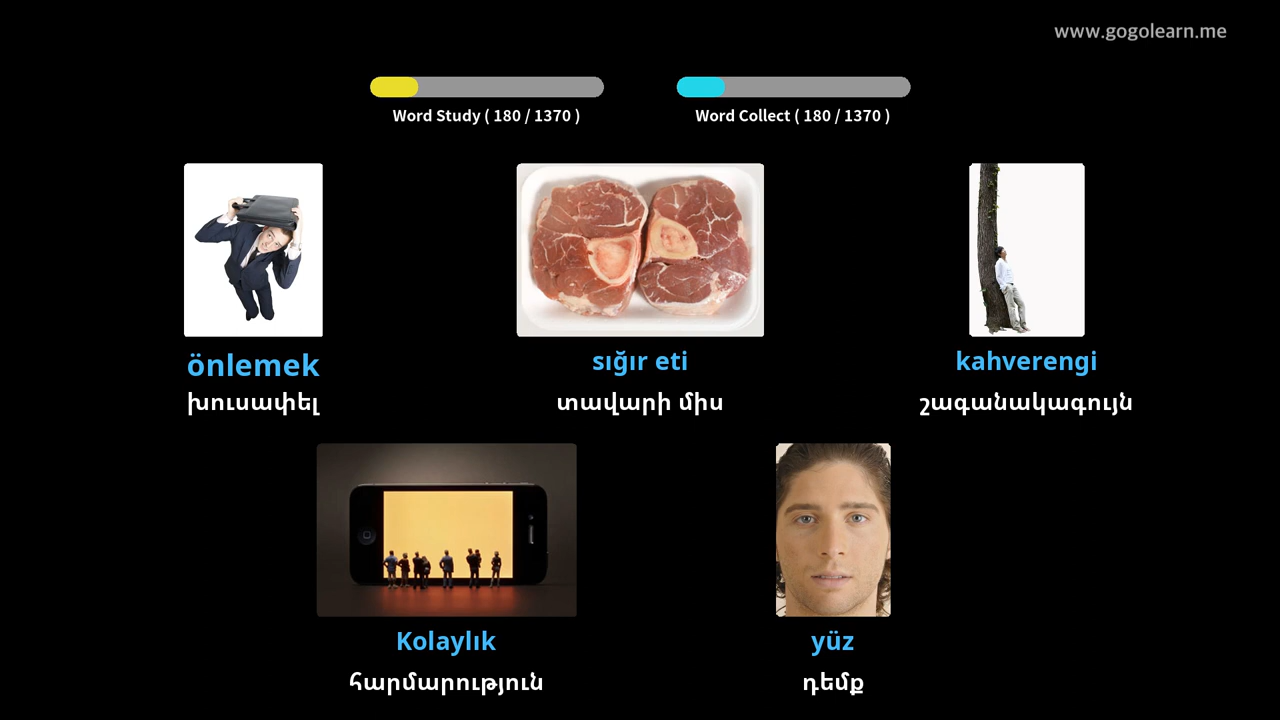 www.gogolearn.me
Word Study ( 180 / 1370 )
Word Collect ( 180 / 1370 )
önlemek
խուսափել
sığır eti
տավարի միս
kahverengi
շագանակագույն
Kolaylık
հարմարություն
yüz
դեմք